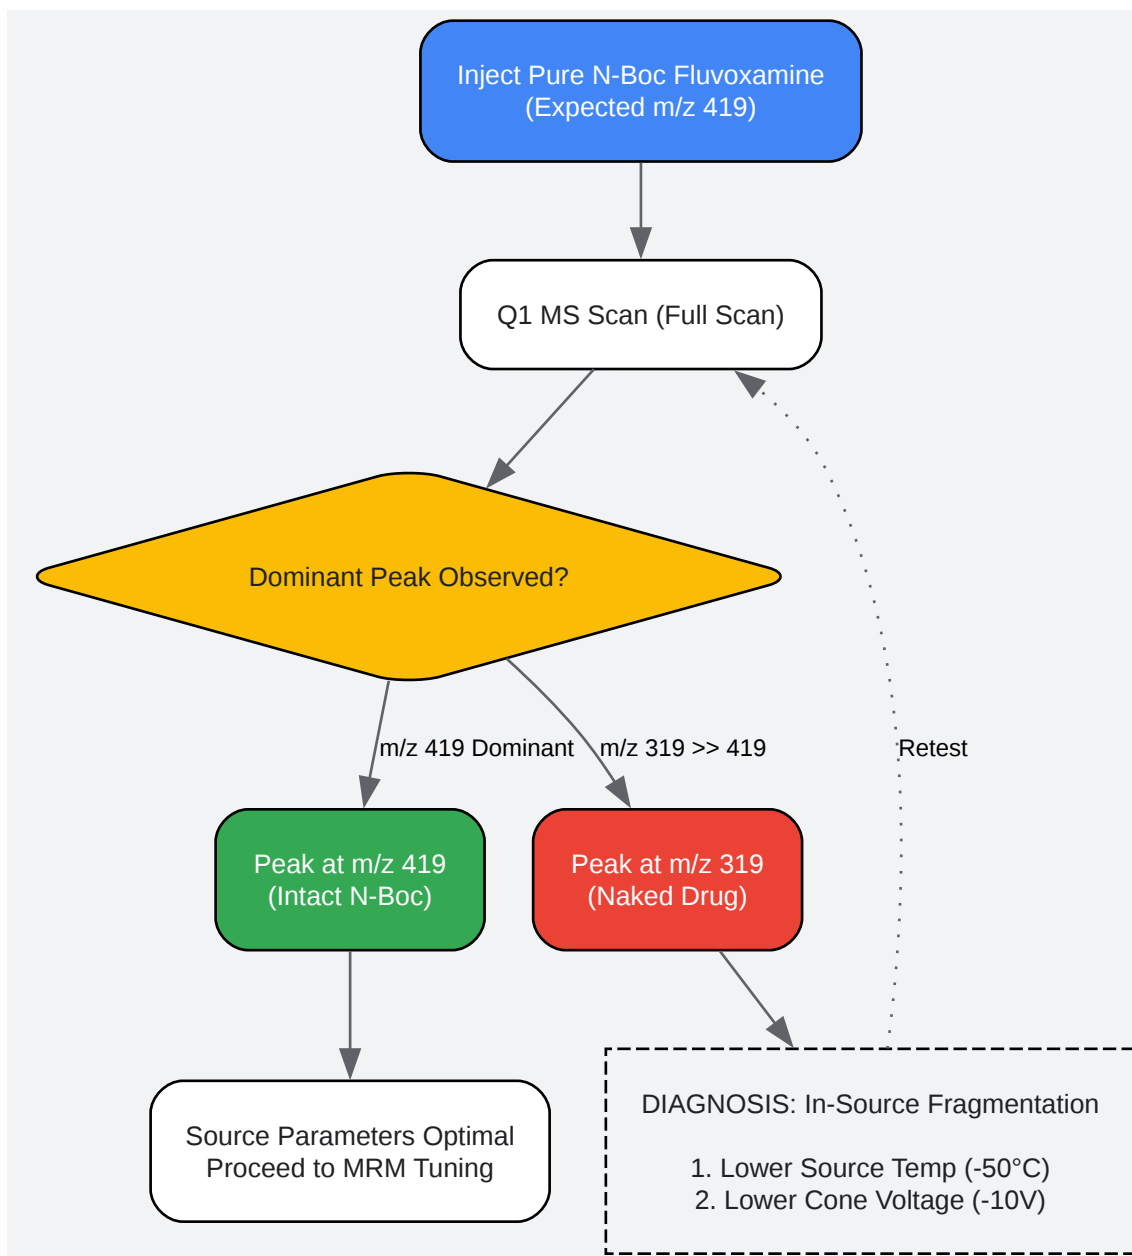 Inject Pure N-Boc Fluvoxamine
(Expected m/z 419)
Q1 MS Scan (Full Scan)
Dominant Peak Observed?
m/z 419 Dominant
m/z 319 >> 419
Retest
Peak at m/z 419
(Intact N-Boc)
Peak at m/z 319
(Naked Drug)
Source Parameters Optimal
Proceed to MRM Tuning
DIAGNOSIS: In-Source Fragmentation
1. Lower Source Temp (-50°C)
2. Lower Cone Voltage (-10V)